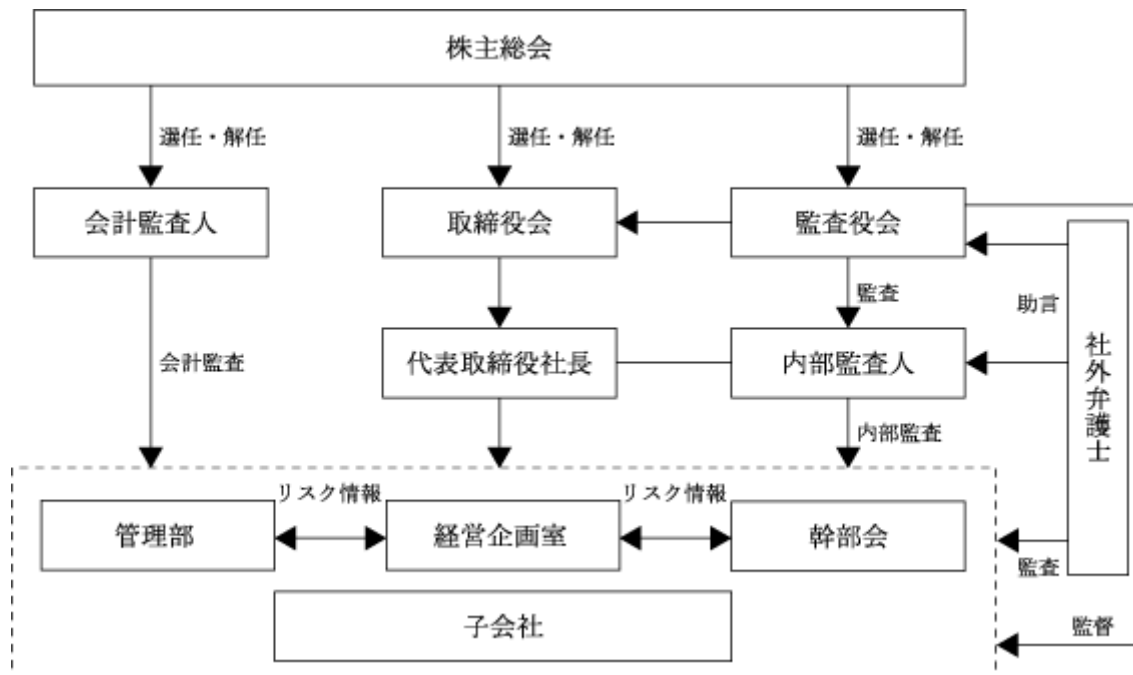 株主総会
選任・解任
選任・解任
選任・解任
会計監査人
取締役会
監査役会
監査
助言
会計監査
代表取締役社長
内部監査人
社外弁護士
内部監査
リスク情報
リスク情報
管理部
経営企画室
幹部会
監査
子会社
監督